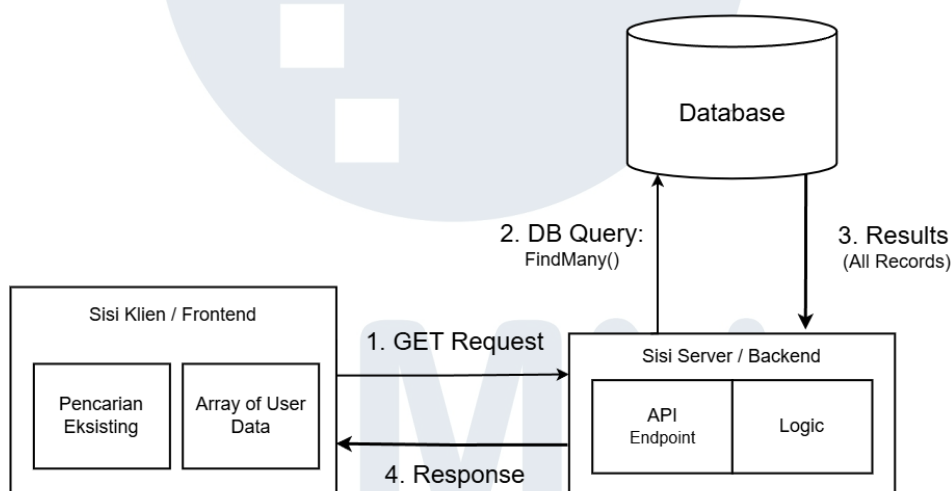 Database
2. DB Query:
FindMany()
3. Results
(All Records)
Sisi Klien / Frontend
Pencarian
Eksisting
Array of User
Data
1. GET Request
4. Response
Sisi Server / Backend
API
Endpoint
Logic